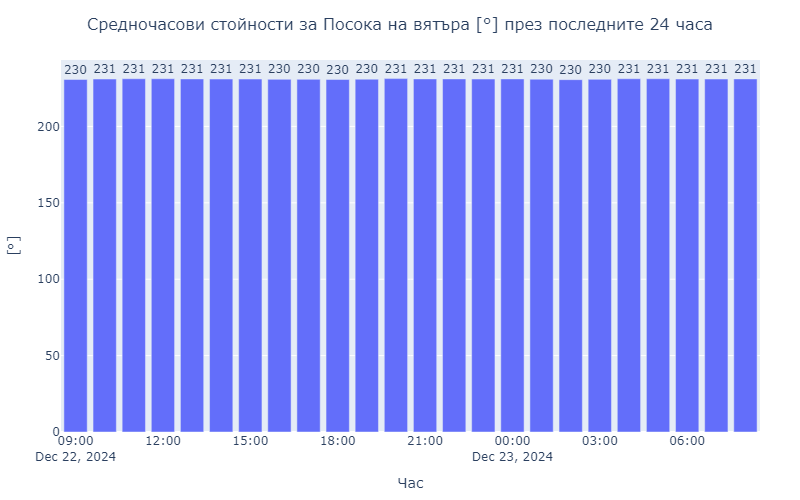 Средночасови стойности за Посока на вятъра [°] през последните 24 часа
230 231 231 231 231 231 231 230 230 230 230 231 231 231 231 231 230 230 230 231 231 231 231 231
200
150
100
50
0
[°]
09:00 12:00 15:00 18:00 21:00 00:00 03:00 06:00
Dec 22, 2024 Dec 23, 2024
Час